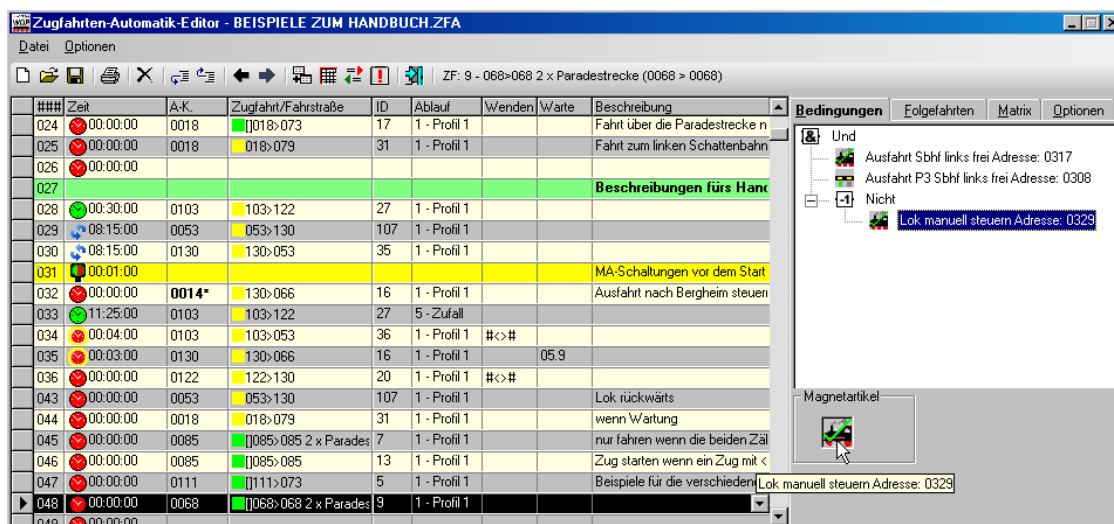 Zugfahrten-Automatik-Editor - BEISPIELE ZUM HANDBUCH.ZFA
Datei Optionen
ZF: 9 - 068>068 2 x Paradestrecke (0068 > 0068)
### Zeit A-K. Zugfahrt/Fahrstraße ID Ablauf Wenden Warte Beschreibung
024 00:00:00 0018 []018>073 17 1 - Profil 1 Fahrt über die Paradestrecke n
025 00:00:00 0018 018>079 31 1 - Profil 1 Fahrt zum linken Schattenbahn
026 00:00:00
027 Beschreibungen fürs Hand
028 00:30:00 0103 103>122 27 1 - Profil 1
029 08:15:00 0053 053>130 107 1 - Profil 1
030 08:15:00 0130 130>053 35 1 - Profil 1
031 00:01:00 MA-Schaltungen vor dem Start
032 00:00:00 0014* 130>066 16 1 - Profil 1 Ausfahrt nach Bergheim steuern
033 11:25:00 0103 103>122 27 5 - Zufall
034 00:04:00 0103 103>053 36 1 - Profil 1 #<>#
035 00:03:00 0130 130>066 16 1 - Profil 1 05.9
036 00:00:00 0122 122>130 20 1 - Profil 1 #<>#
043 00:00:00 0053 053>130 107 1 - Profil 1 Lok rückwärts
044 00:00:00 0018 018>079 31 1 - Profil 1 wenn Wartung
045 00:00:00 0085 []085>085 2 x Parades 7 1 - Profil 1 nur fahren wenn die beiden Zäl
046 00:00:00 0085 []085>085 13 1 - Profil 1 Zug starten wenn ein Zug mit <
047 00:00:00 0111 []111>073 5 1 - Profil 1 Beispiele für die verschieden
048 00:00:00 0068 []068>068 2 x Parades 9 1 - Profil 1
049 00:00:00
Bedingungen Folgefahrten Matrix Optionen
& Und
Ausfahrt Sbhf links frei Adresse: 0317
Ausfahrt P3 Sbhf links frei Adresse: 0308
-1 Nicht
Lok manuell steuern Adresse: 0329
Magnetartikel
Lok manuell steuern Adresse: 0329